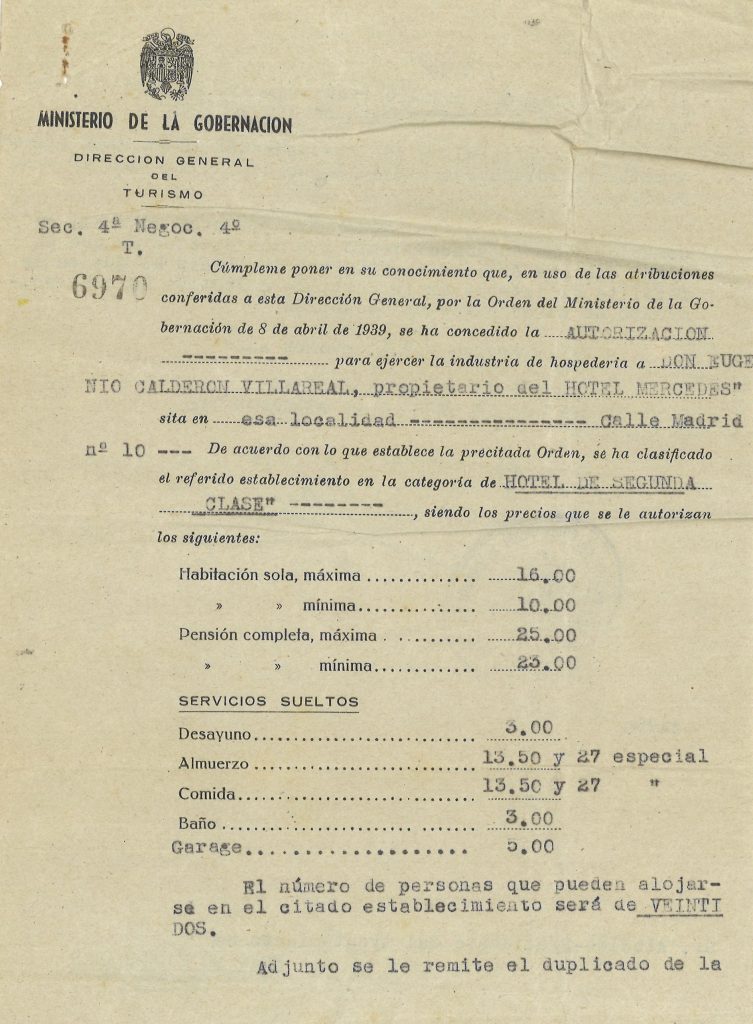 MINISTERIO DE LA GOBERNACION
DIRECCION GENERAL
DEL
TURISMO
Sec. 4ª Negoc. 4º
T.
6970
Cúmpleme poner en su conocimiento que, en uso de las atribuciones
conferidas a esta Dirección General, por la Orden del Ministerio de la Go-
bernación de 8 de abril de 1939, se ha concedido la AUTORIZACION
--------- para ejercer la industria de hospedería a DON EUGE
NIO CALDERON VILLAREAL, propietario del HOTEL MERCEDES"
sita en esa localidad --------------- Calle Madrid
nº 10 --- De acuerdo con lo que establece la precitada Orden, se ha clasificado
el referido establecimiento en la categoría de HOTEL DE SEGUNDA
CLASE" --------, siendo los precios que se le autorizan
los siguientes:
Habitación sola, máxima .............. 16.00
» » mínima.............. 10.00
Pensión completa, máxima .............. 25.00
» » mínima.............. 23.00
SERVICIOS SUELTOS
Desayuno.............................. 3.00
Almuerzo .............................. 13.50 y 27 especial
Comida.............................. 13.50 y 27 "
Baño .............................. 3.00
Garage.................... 5.00
El número de personas que pueden alojar-
se en el citado establecimiento será de VEINTI
DOS.
Adjunto se le remite el duplicado de la